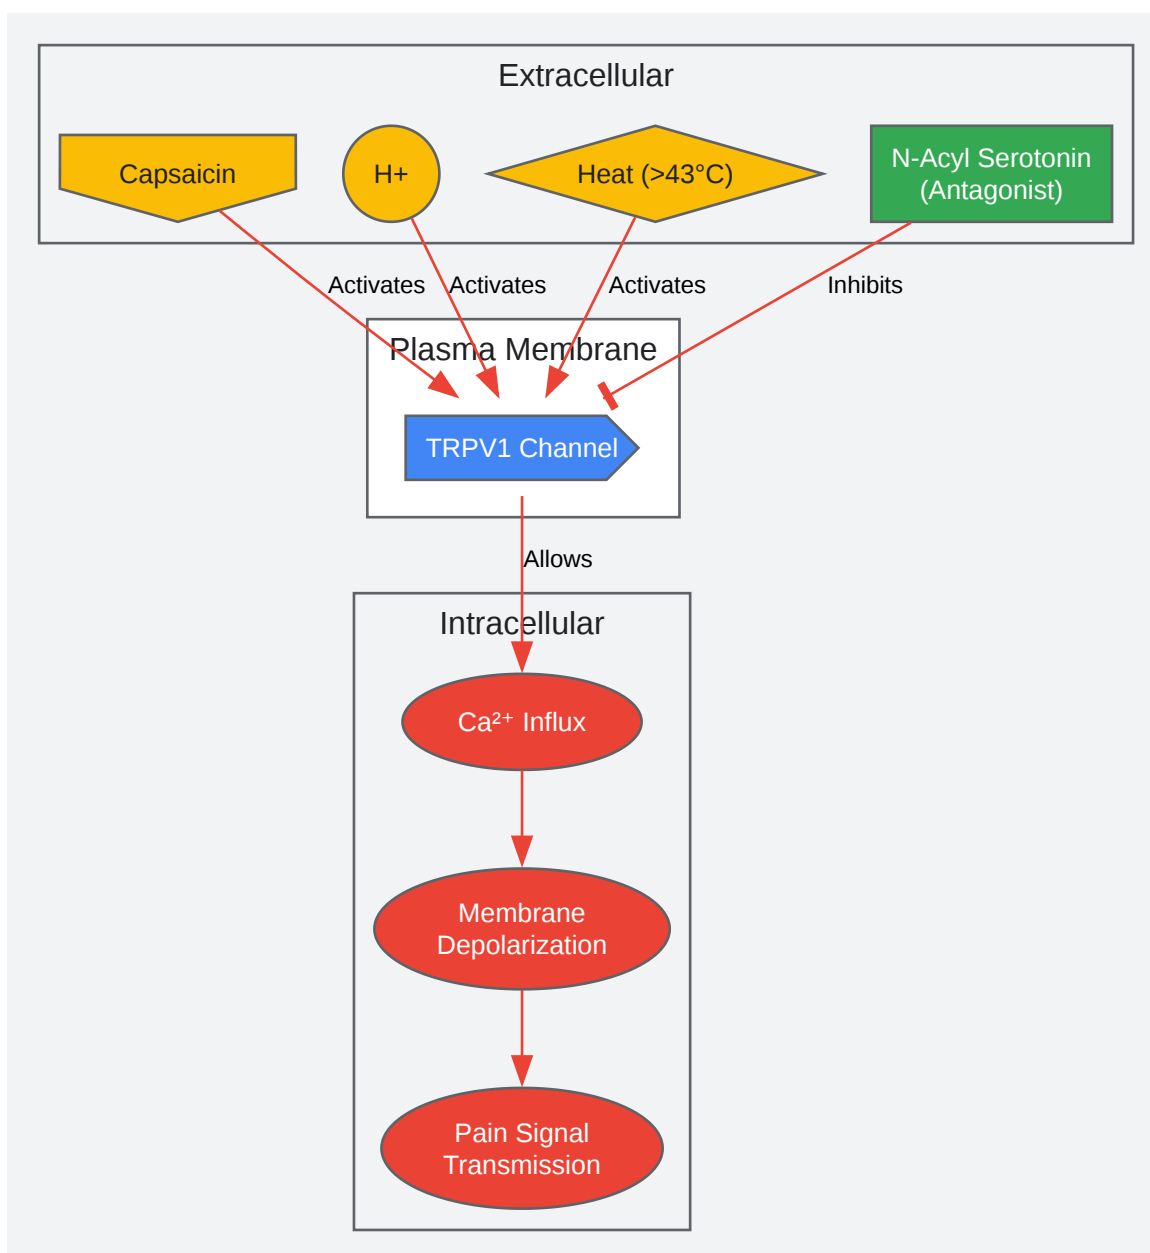 Extracellular
Capsaicin
H+
Heat (>43°C)
N-Acyl Serotonin
(Antagonist)
Activates
Activates
Activates
Inhibits
Plasma Membrane
TRPV1 Channel
Allows
Intracellular
Ca²⁺ Influx
Membrane
Depolarization
Pain Signal
Transmission